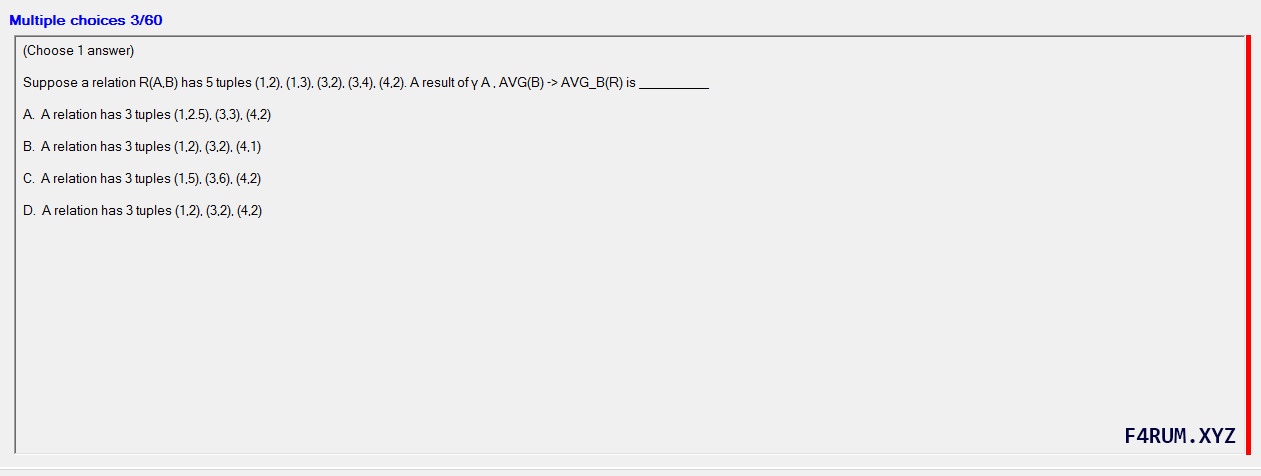 Multiple choices 3/60
(Choose 1 answer)
Suppose a relation R(A,B) has 5 tuples (1,2), (1,3), (3,2), (3,4), (4,2). A result of γ A , AVG(B) -> AVG_B(R) is ___________
A. A relation has 3 tuples (1,2.5), (3,3), (4,2)
B. A relation has 3 tuples (1,2), (3,2), (4,1)
C. A relation has 3 tuples (1,5), (3,6), (4,2)
D. A relation has 3 tuples (1,2), (3,2), (4,2)
F4RUM.XYZ